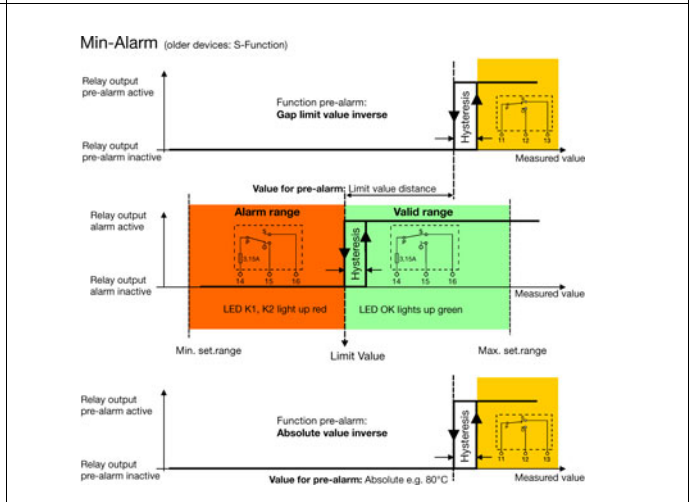 Min-Alarm (older devices: S-Function)
Relay output
pre-alarm active
Function pre-alarm:
Gap limit value inverse
Hysteresis
11 12 13
Relay output
pre-alarm inactive
Measured value
Value for pre-alarm: Limit value distance
Relay output
alarm active
Alarm range
Valid range
3,15A
14 15 16
Hysteresis
3,15A
14 15 16
Relay output
alarm inactive
Measured value
LED K1, K2 light up red
LED OK lights up green
Min. set.range
Limit Value
Max. set.range
Relay output
pre-alarm active
Function pre-alarm:
Absolute value inverse
Hysteresis
11 12 13
Relay output
pre-alarm inactive
Value for pre-alarm: Absolute e.g. 80°C
Measured value